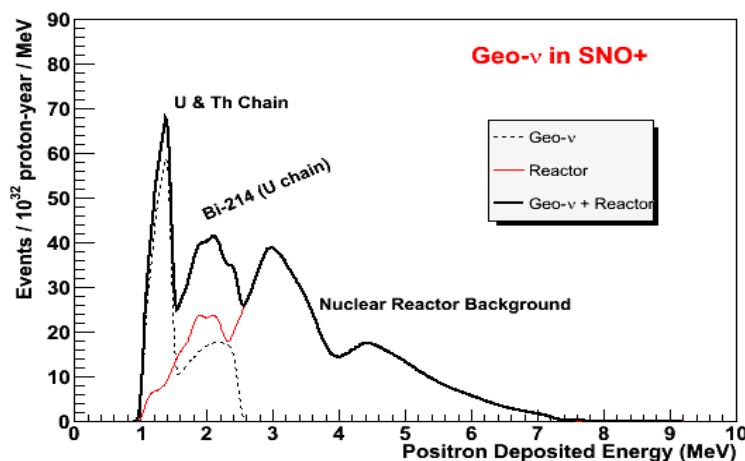 Geo-ν in SNO+
U & Th Chain
Bi-214 (U chain)
Nuclear Reactor Background
Geo-ν
Reactor
Geo-ν + Reactor
Events / 10³² proton-year / MeV
90
80
70
60
50
40
30
20
10
0
0 1 2 3 4 5 6 7 8 9 10
Positron Deposited Energy (MeV)